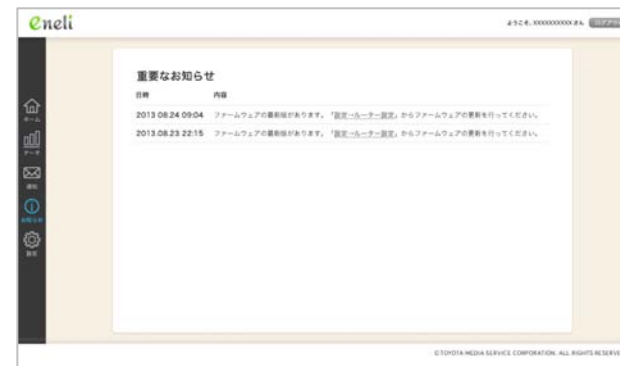 eneli
ようこそ、XXXXXXXXXXさん ログアウト
重要なお知らせ
日時 内容
2013 08.24 09:04 ファームウェアの最新版があります。「設定→ルーター設定」からファームウェアの更新を行ってください。
2013.08.23 22:15 ファームウェアの最新版があります。「設定→ルーター設定」からファームウェアの更新を行ってください。
ホーム
データ
通知
お知らせ
設定
© TOYOTA MEDIA SERVICE CORPORATION. ALL RIGHTS RESERVE